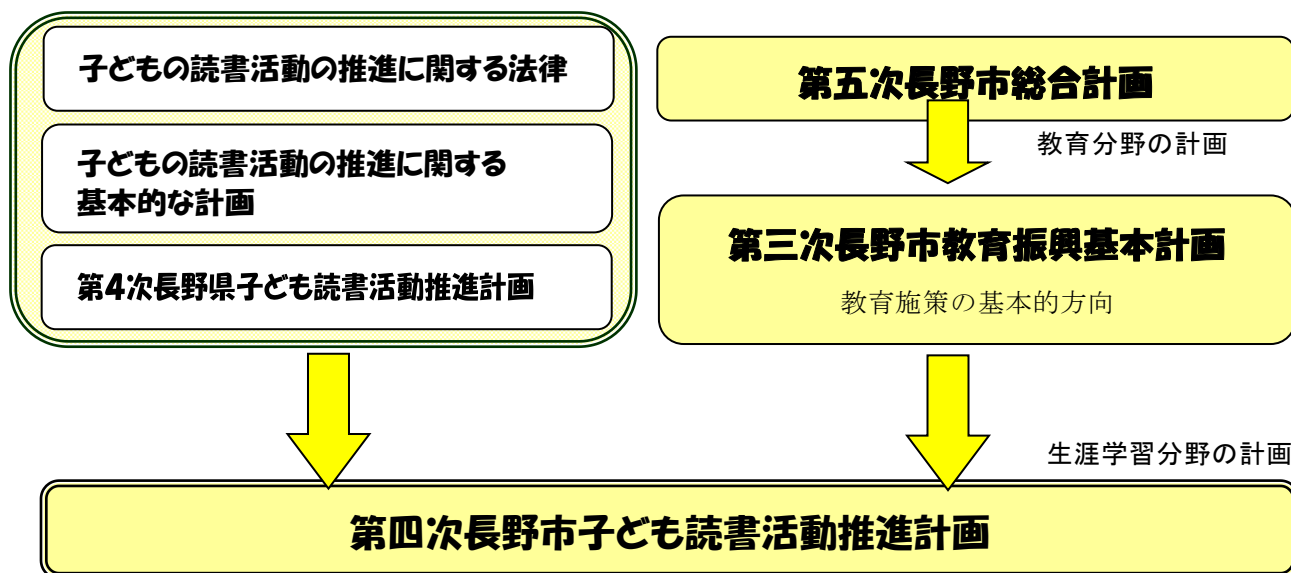 子どもの読書活動の推進に関する法律
子どもの読書活動の推進に関する
基本的な計画
第4次長野県子ども読書活動推進計画
第五次長野市総合計画
教育分野の計画
第三次長野市教育振興基本計画
教育施策の基本的方向
生涯学習分野の計画
第四次長野市子ども読書活動推進計画